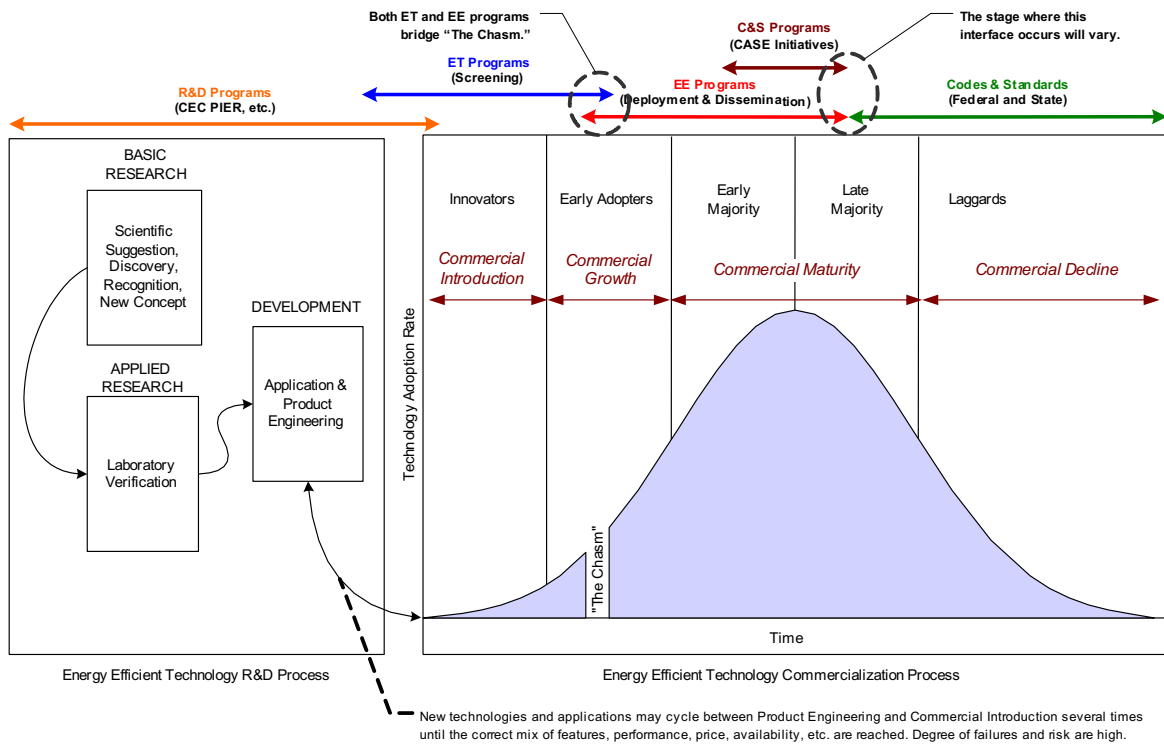 Both ET and EE programs
bridge “The Chasm.”
C&S Programs
(CASE Initiatives)
The stage where this
interface occurs will vary.
ET Programs
(Screening)
R&D Programs
(CEC PIER, etc.)
EE Programs
(Deployment & Dissemination)
Codes & Standards
(Federal and State)
BASIC
RESEARCH
Scientific
Suggestion,
Discovery,
Recognition,
New Concept
APPLIED
RESEARCH
Laboratory
Verification
DEVELOPMENT
Application &
Product
Engineering
Energy Efficient Technology R&D Process
Technology Adoption Rate
Innovators
Early Adopters
Early
Majority
Late
Majority
Laggards
Commercial
Introduction
Commercial
Growth
Commercial Maturity
Commercial Decline
"The Chasm"
Time
Energy Efficient Technology Commercialization Process
New technologies and applications may cycle between Product Engineering and Commercial Introduction several times
until the correct mix of features, performance, price, availability, etc. are reached. Degree of failures and risk are high.